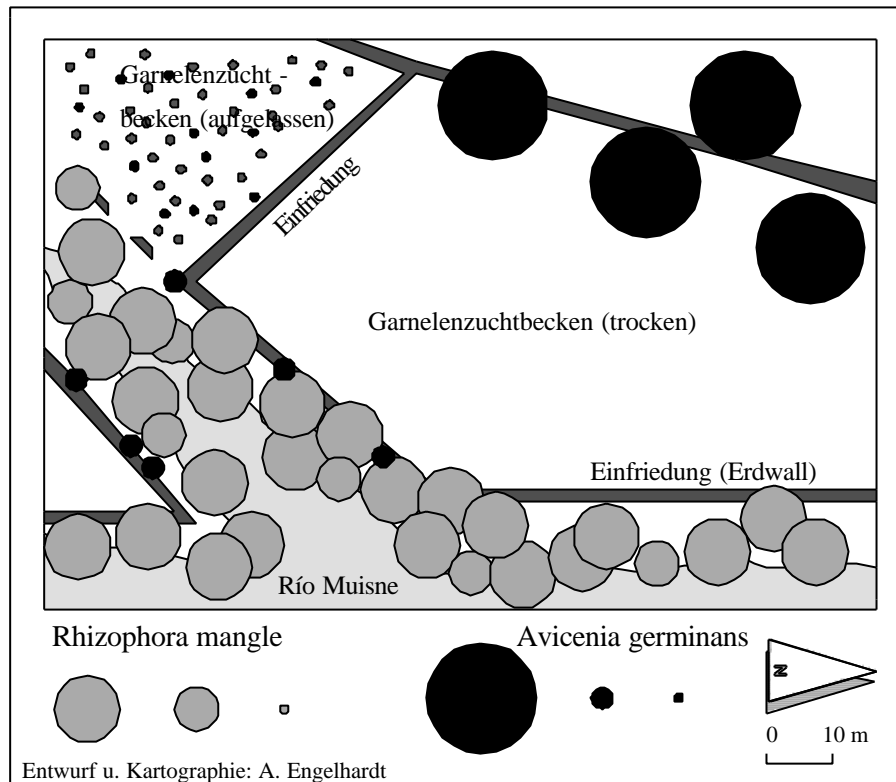 Garnelenzucht -
becken (aufgelassen)
Einfriedung
Garnelenzuchtbecken (trocken)
Einfriedung (Erdwall)
Río Muisne
Rhizophora mangle
Avicenia germinans
N
0 10 m
Entwurf u. Kartographie: A. Engelhardt